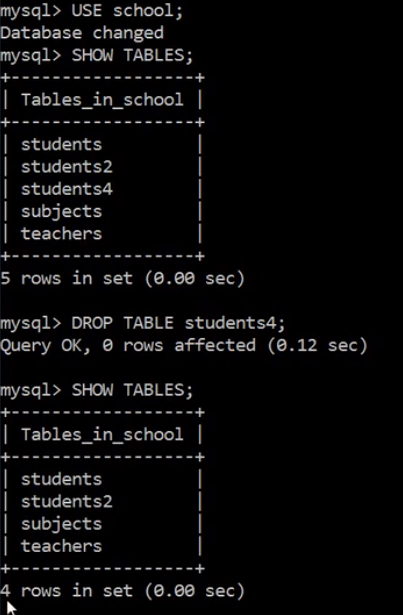 mysql> USE school;
Database changed
mysql> SHOW TABLES;
+------------------+
| Tables_in_school |
+------------------+
| students         |
| students2        |
| students4        |
| subjects         |
| teachers         |
+------------------+
5 rows in set (0.00 sec)

mysql> DROP TABLE students4;
Query OK, 0 rows affected (0.12 sec)

mysql> SHOW TABLES;
+------------------+
| Tables_in_school |
+------------------+
| students         |
| students2        |
| subjects         |
| teachers         |
+------------------+
4 rows in set (0.00 sec)